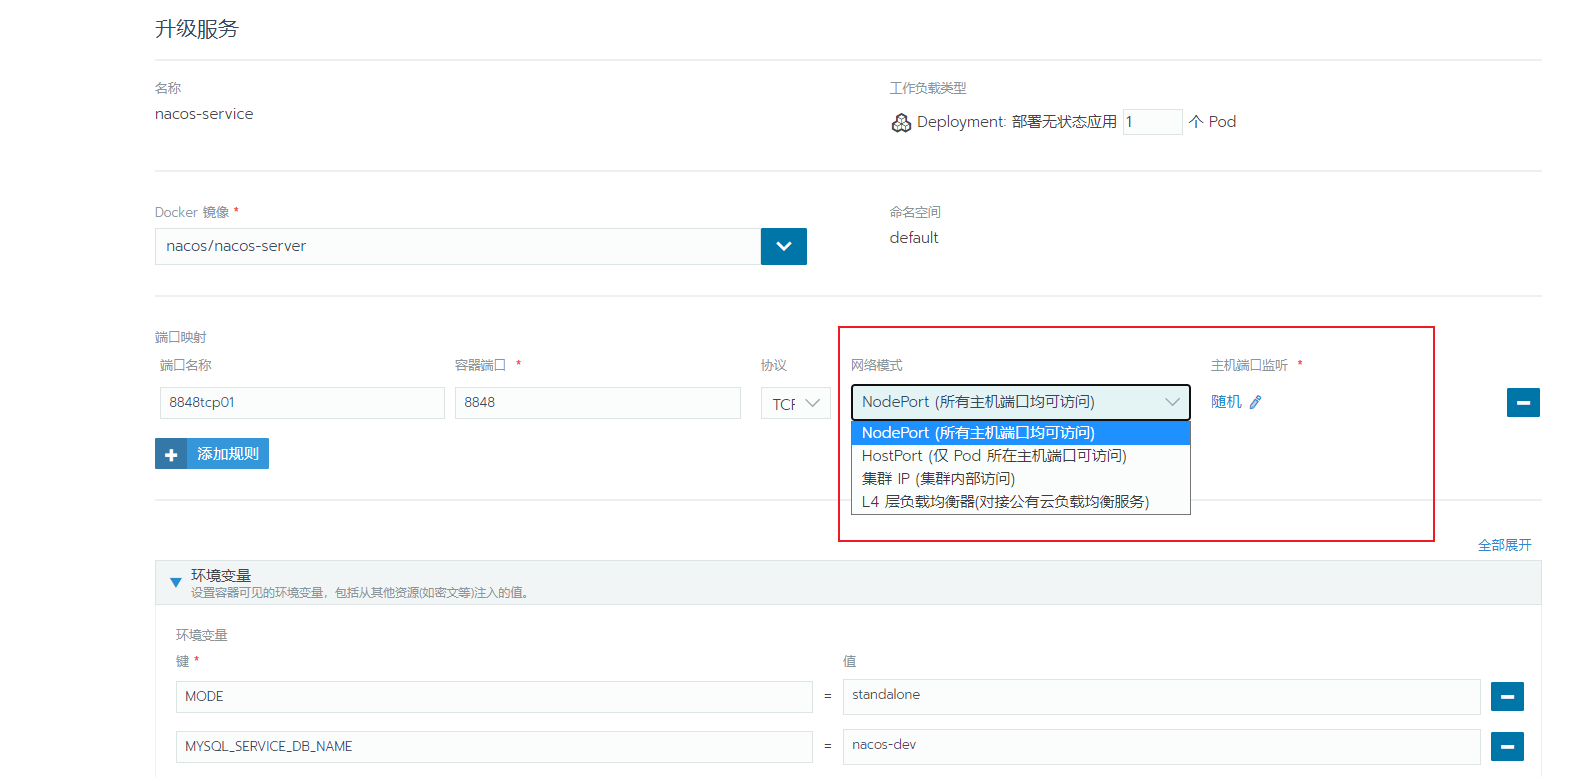 升级服务
名称
工作负载类型
nacos-service
Deployment: 部署无状态应用 1 个 Pod
Docker 镜像 *
命名空间
nacos/nacos-server
default
端口映射
端口名称 容器端口 * 协议 网络模式 主机端口监听 *
8848tcp01 8848 TCP NodePort (所有主机端口均可访问) 随机
NodePort (所有主机端口均可访问)
HostPort (仅 Pod 所在主机端口可访问)
集群 IP (集群内部访问)
L4 层负载均衡器(对接公有云负载均衡服务)
添加规则
全部展开
环境变量
设置容器可见的环境变量，包括从其他资源(如密文等)注入的值。
环境变量
键 * 值
MODE = standalone
MYSQL_SERVICE_DB_NAME = nacos-dev